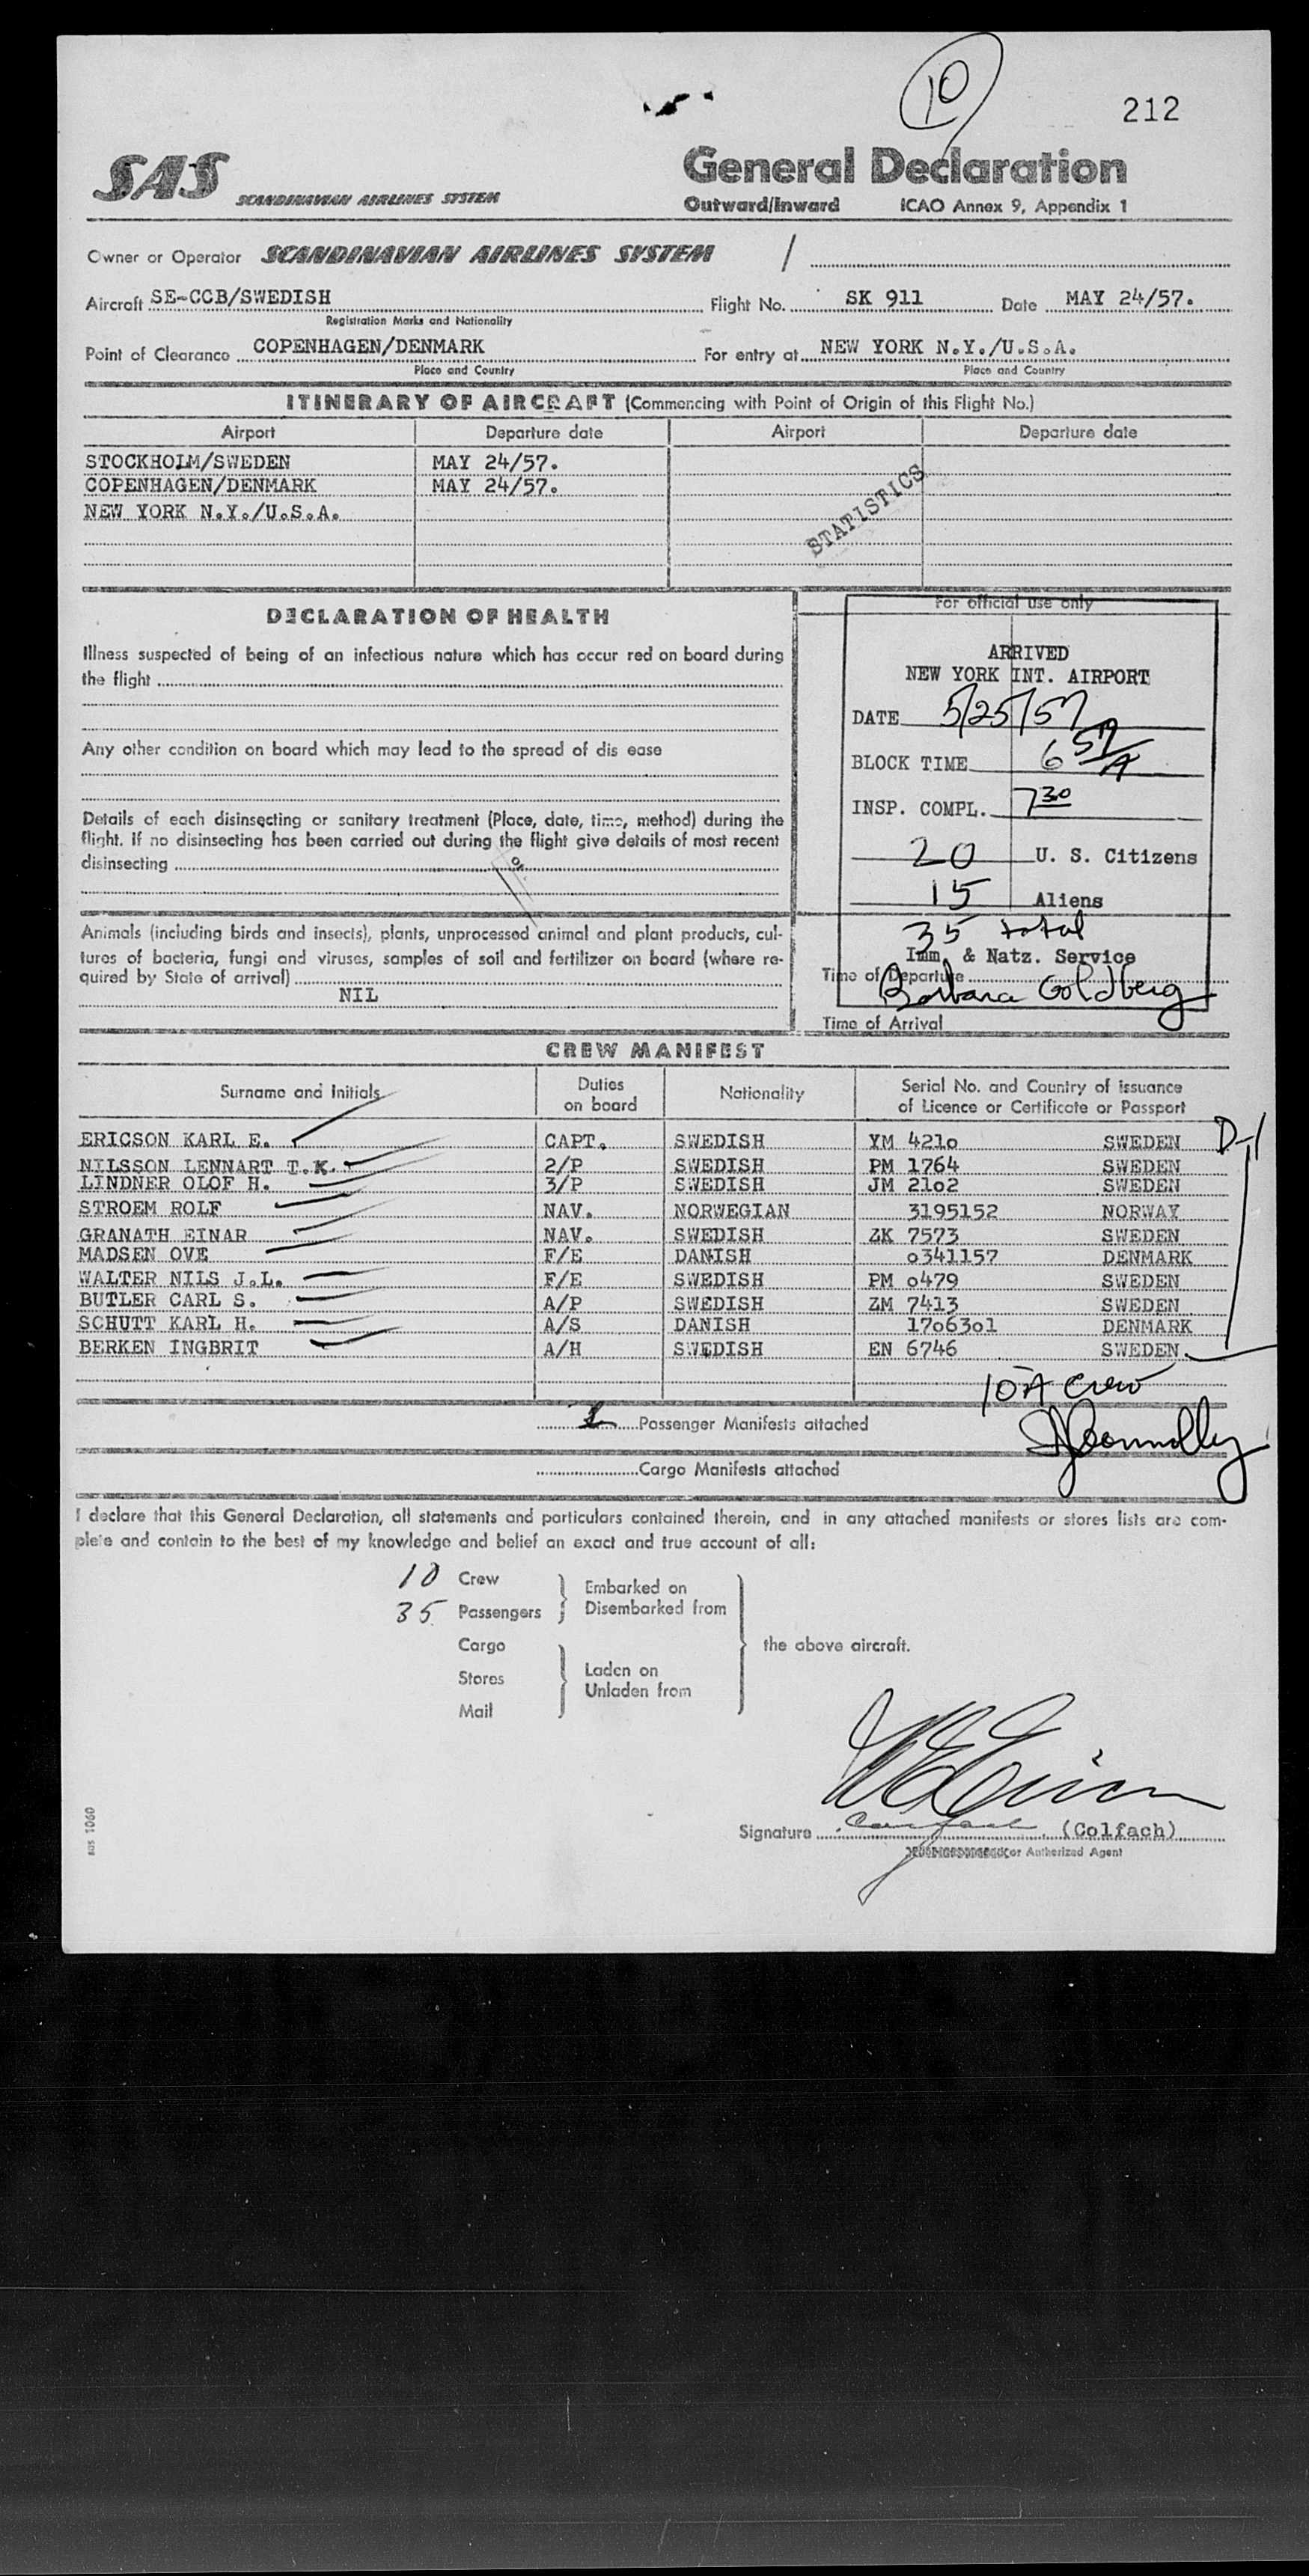 10
212
SAS SCANDINAVIAN AIRLINES SYSTEM
General Declaration
Outward/Inward ICAO Annex 9, Appendix 1
Owner or Operator SCANDINAVIAN AIRLINES SYSTEM /
Aircraft SE-CCB/SWEDISH Flight No. SK 911 Date MAY 24/57.
Registration Marks and Nationality
Point of Clearance COPENHAGEN/DENMARK For entry at NEW YORK N.Y./U.S.A.
Place and Country Place and Country
ITINERARY OF AIRCRAFT (Commencing with Point of Origin of this Flight No.)
Airport Departure date Airport Departure date
STOCKHOLM/SWEDEN MAY 24/57.
COPENHAGEN/DENMARK MAY 24/57.
NEW YORK N.Y./U.S.A.
STATISTICS
DECLARATION OF HEALTH
Illness suspected of being of an infectious nature which has occur red on board during
the flight
Any other condition on board which may lead to the spread of dis ease
Details of each disinsecting or sanitary treatment (Place, date, time, method) during the
flight. If no disinsecting has been carried out during the flight give details of most recent
disinsecting
Animals (including birds and insects), plants, unprocessed animal and plant products, cul-
tures of bacteria, fungi and viruses, samples of soil and fertilizer on board (where re-
quired by State of arrival)
NIL
For official use only
ARRIVED
NEW YORK INT. AIRPORT
DATE 5/25/57
BLOCK TIME 6 57/A
INSP. COMPL. 7 30
20 U. S. Citizens
15 Aliens
35 total
Imm. & Natz. Service
Time of Departure
Barbara Goldberg
Time of Arrival
CREW MANIFEST
Surname and Initials Duties on board Nationality Serial No. and Country of issuance of Licence or Certificate or Passport
ERICSON KARL E. CAPT. SWEDISH YM 421o SWEDEN D-1
NILSSON LENNART T.K. 2/P SWEDISH PM 1764 SWEDEN
LINDNER OLOF H. 3/P SWEDISH JM 21o2 SWEDEN
STROEM ROLF NAV. NORWEGIAN 3195152 NORWAY
GRANATH EINAR NAV. SWEDISH ZK 7573 SWEDEN
MADSEN OVE F/E DANISH o341157 DENMARK
WALTER NILS J.L. F/E SWEDISH PM o479 SWEDEN
BUTLER CARL S. A/P SWEDISH ZM 7413 SWEDEN
SCHUTT KARL H. A/S DANISH 17o63o1 DENMARK
BERKEN INGBRIT A/H SWEDISH EN 6746 SWEDEN
10 A Crew
Passenger Manifests attached
Connolly
Cargo Manifests attached
I declare that this General Declaration, all statements and particulars contained therein, and in any attached manifests or stores lists are com-
plete and contain to the best of my knowledge and belief an exact and true account of all:
10 Crew
35 Passengers
Embarked on
Disembarked from
Cargo
Stores
Mail
Laden on
Unladen from
the above aircraft.
Signature (Colfach)
or Authorized Agent
sas 1060